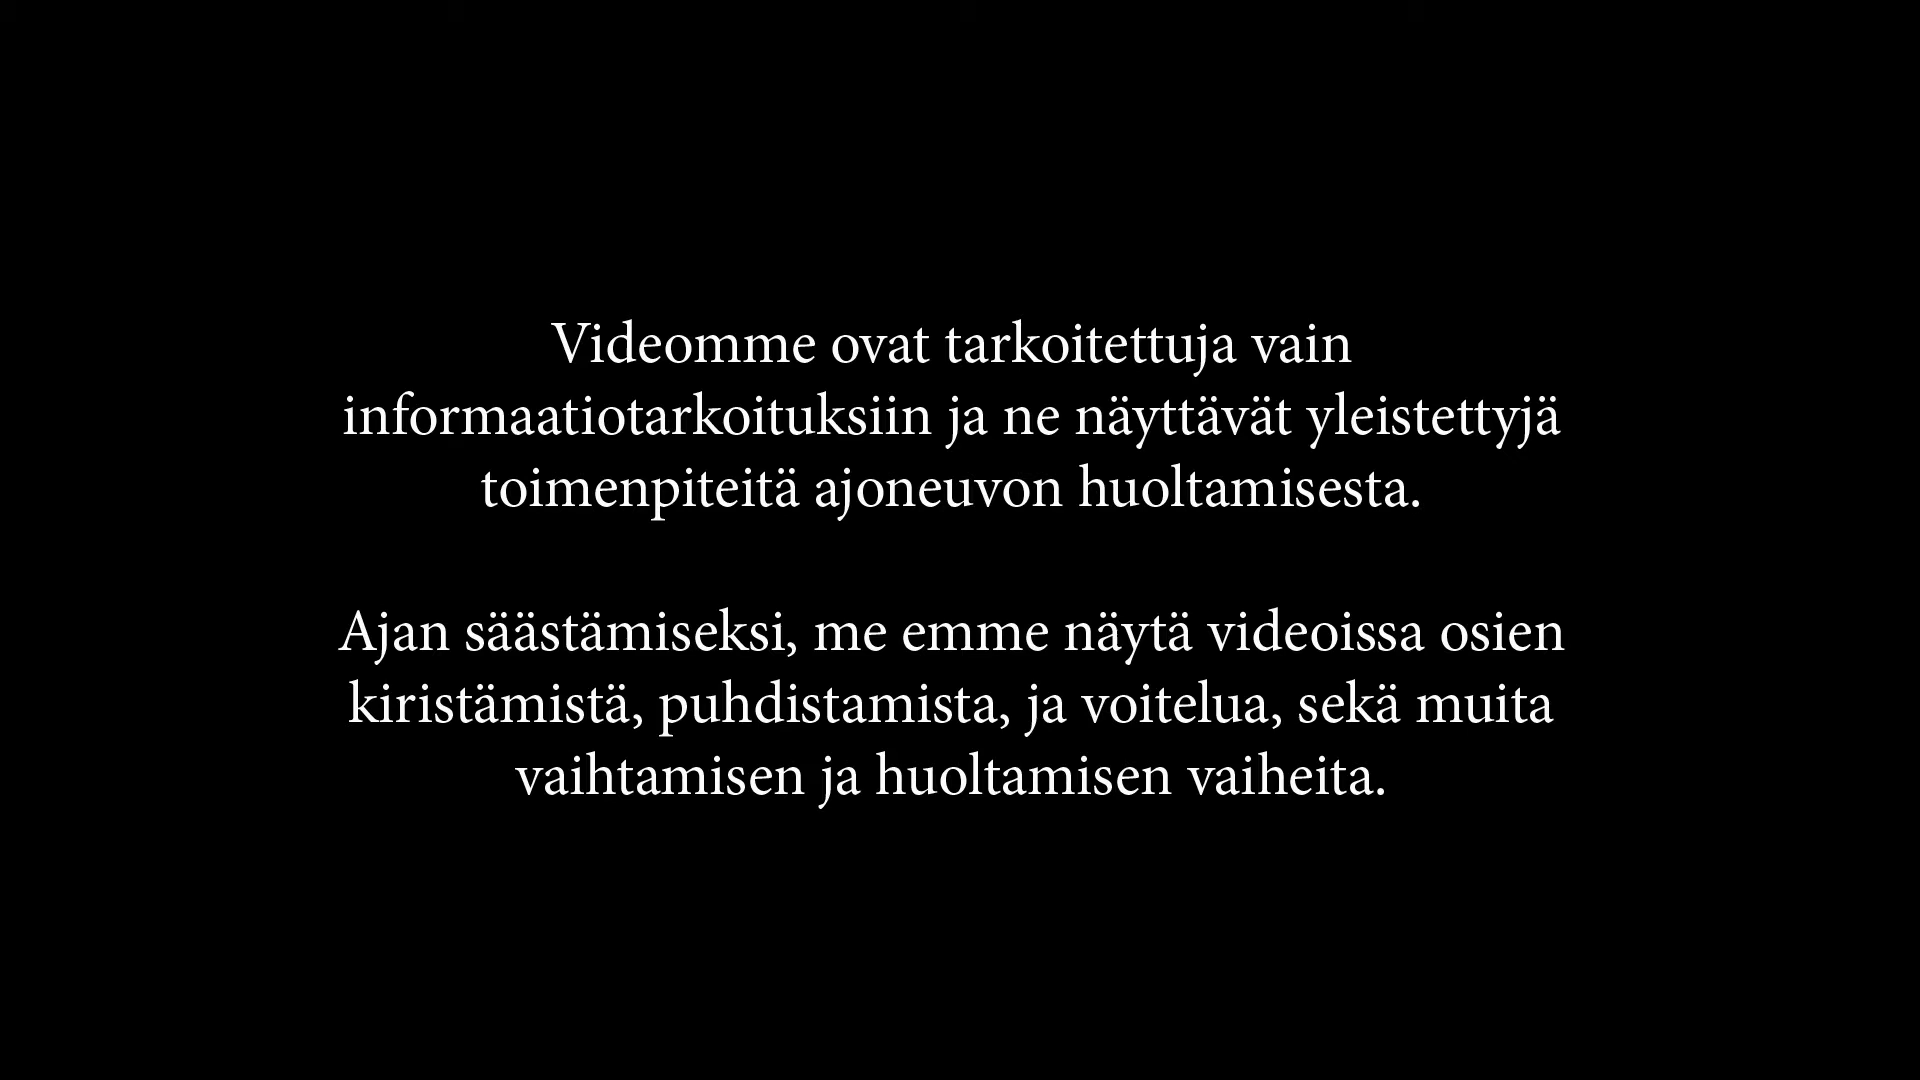 Videomme ovat tarkoitettuja vain
informaatiotarkoituksiin ja ne näyttävät yleistettyjä
toimenpiteitä ajoneuvon huoltamisesta.
Ajan säästämiseksi, me emme näytä videoissa osien
kiristämistä, puhdistamista, ja voitelua, sekä muita
vaihtamisen ja huoltamisen vaiheita.